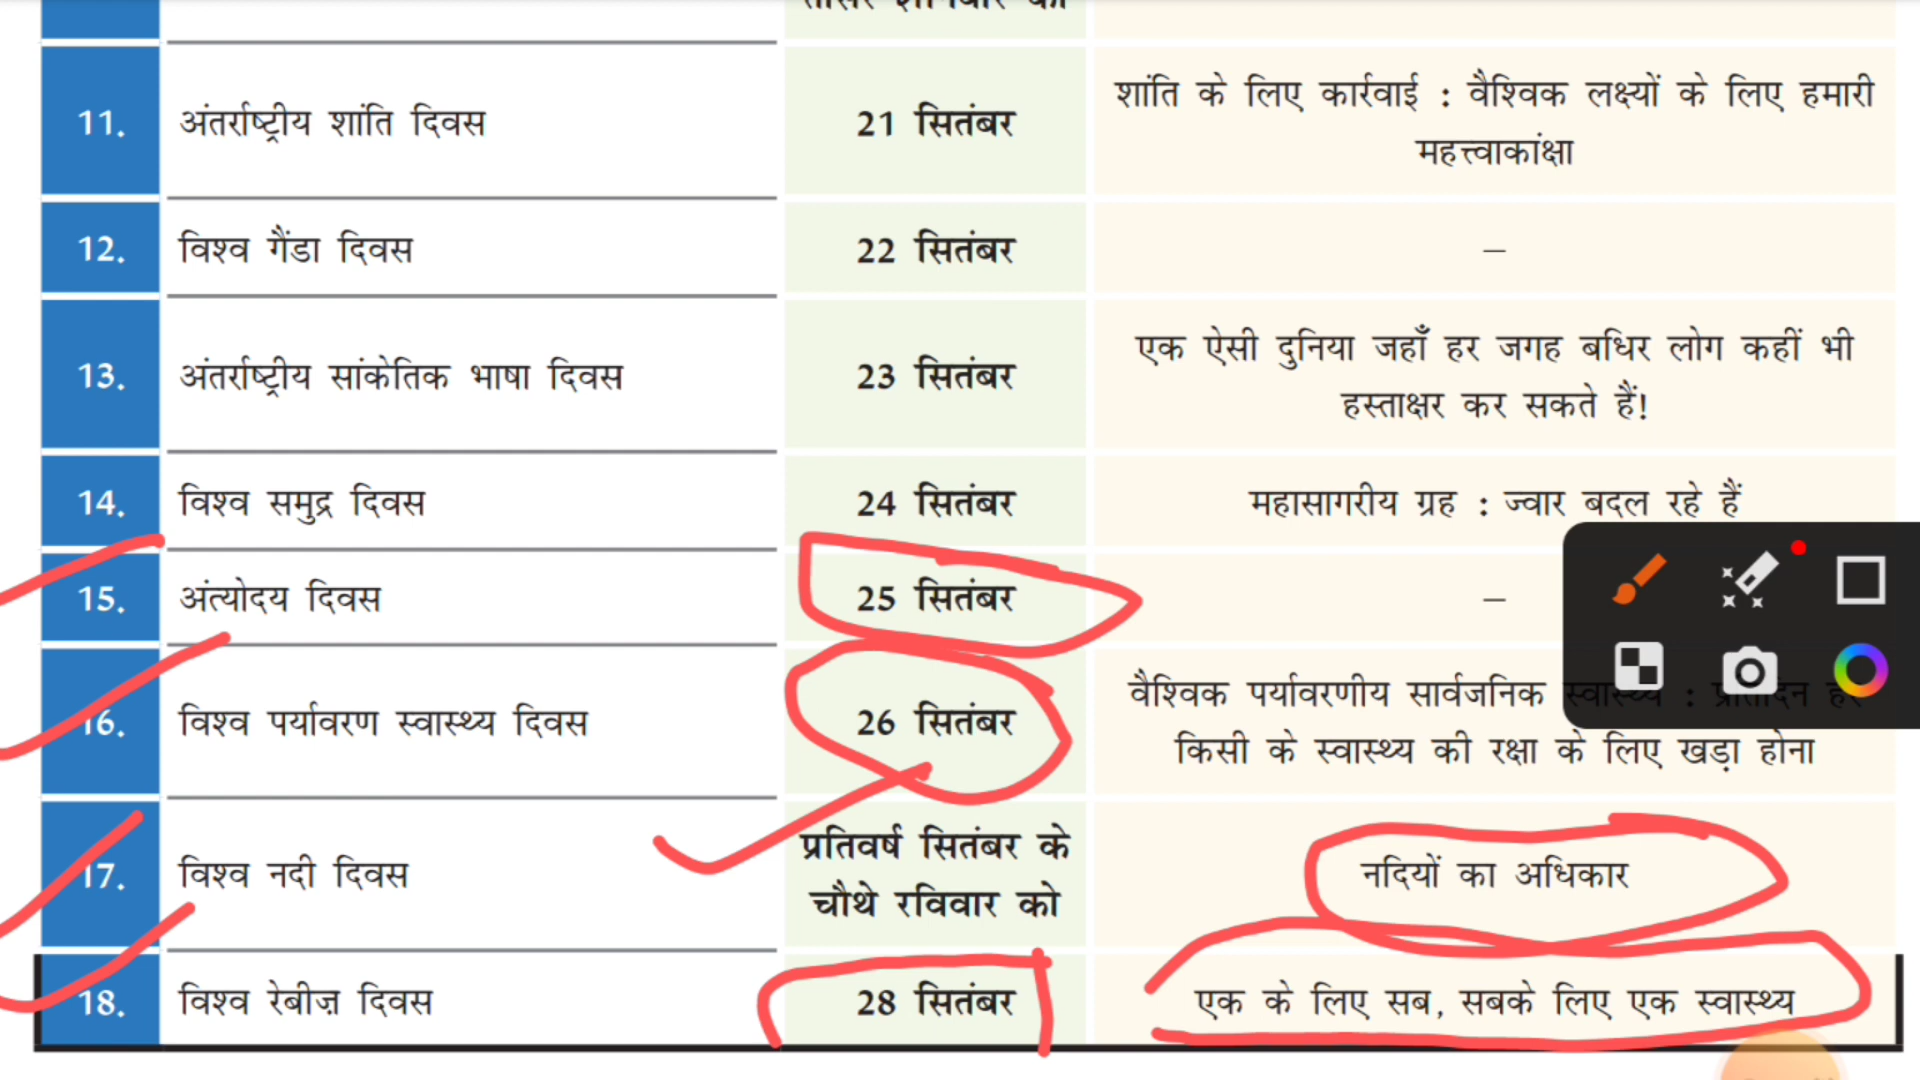 11. अंतर्राष्ट्रीय शांति दिवस 21 सितंबर शांति के लिए कार्रवाई : वैश्विक लक्ष्यों के लिए हमारी
महत्त्वाकांक्षा
12. विश्व गैंडा दिवस 22 सितंबर –
13. अंतर्राष्ट्रीय सांकेतिक भाषा दिवस 23 सितंबर एक ऐसी दुनिया जहाँ हर जगह बधिर लोग कहीं भी
हस्ताक्षर कर सकते हैं!
14. विश्व समुद्र दिवस 24 सितंबर महासागरीय ग्रह : ज्वार बदल रहे हैं
15. अंत्योदय दिवस 25 सितंबर –
16. विश्व पर्यावरण स्वास्थ्य दिवस 26 सितंबर वैश्विक पर्यावरणीय सार्वजनिक स्वास्थ्य : प्रतिदिन हर
किसी के स्वास्थ्य की रक्षा के लिए खड़ा होना
17. विश्व नदी दिवस प्रतिवर्ष सितंबर के
चौथे रविवार को नदियों का अधिकार
18. विश्व रेबीज़ दिवस 28 सितंबर एक के लिए सब, सबके लिए एक स्वास्थ्य